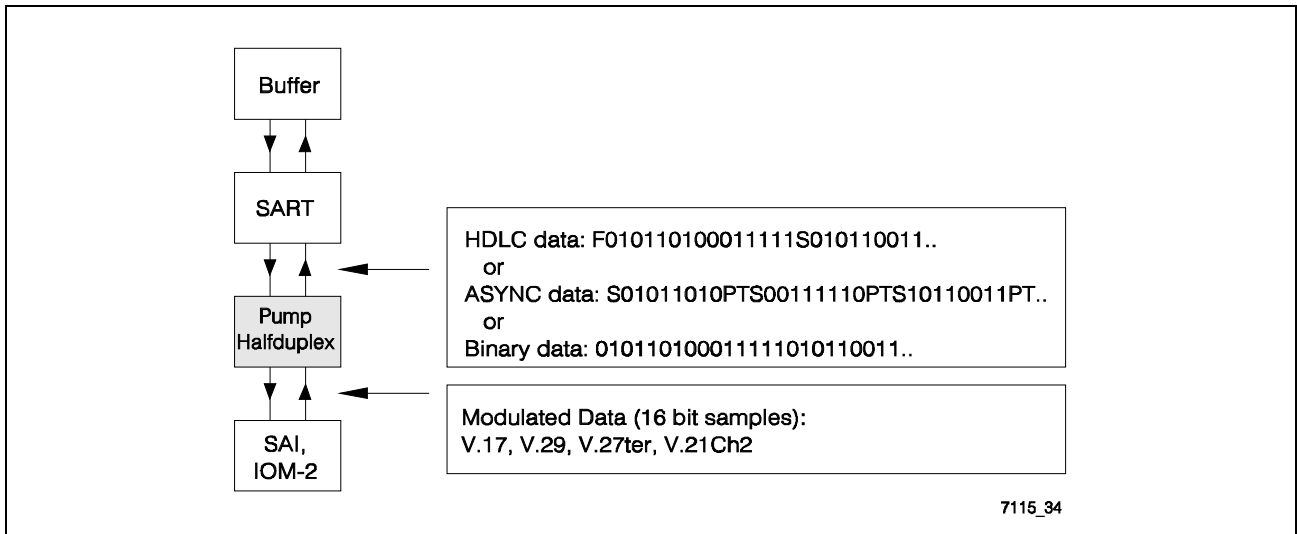 Buffer
SART
HDLC data: F010110100011111S010110011..
or
ASYNC data: S01011010PTS00111110PTS10110011PT..
or
Binary data: 010110100011111010110011..
Pump
Halfduplex
Modulated Data (16 bit samples):
V.17, V.29, V.27ter, V.21Ch2
SAI,
IOM-2
7115_34